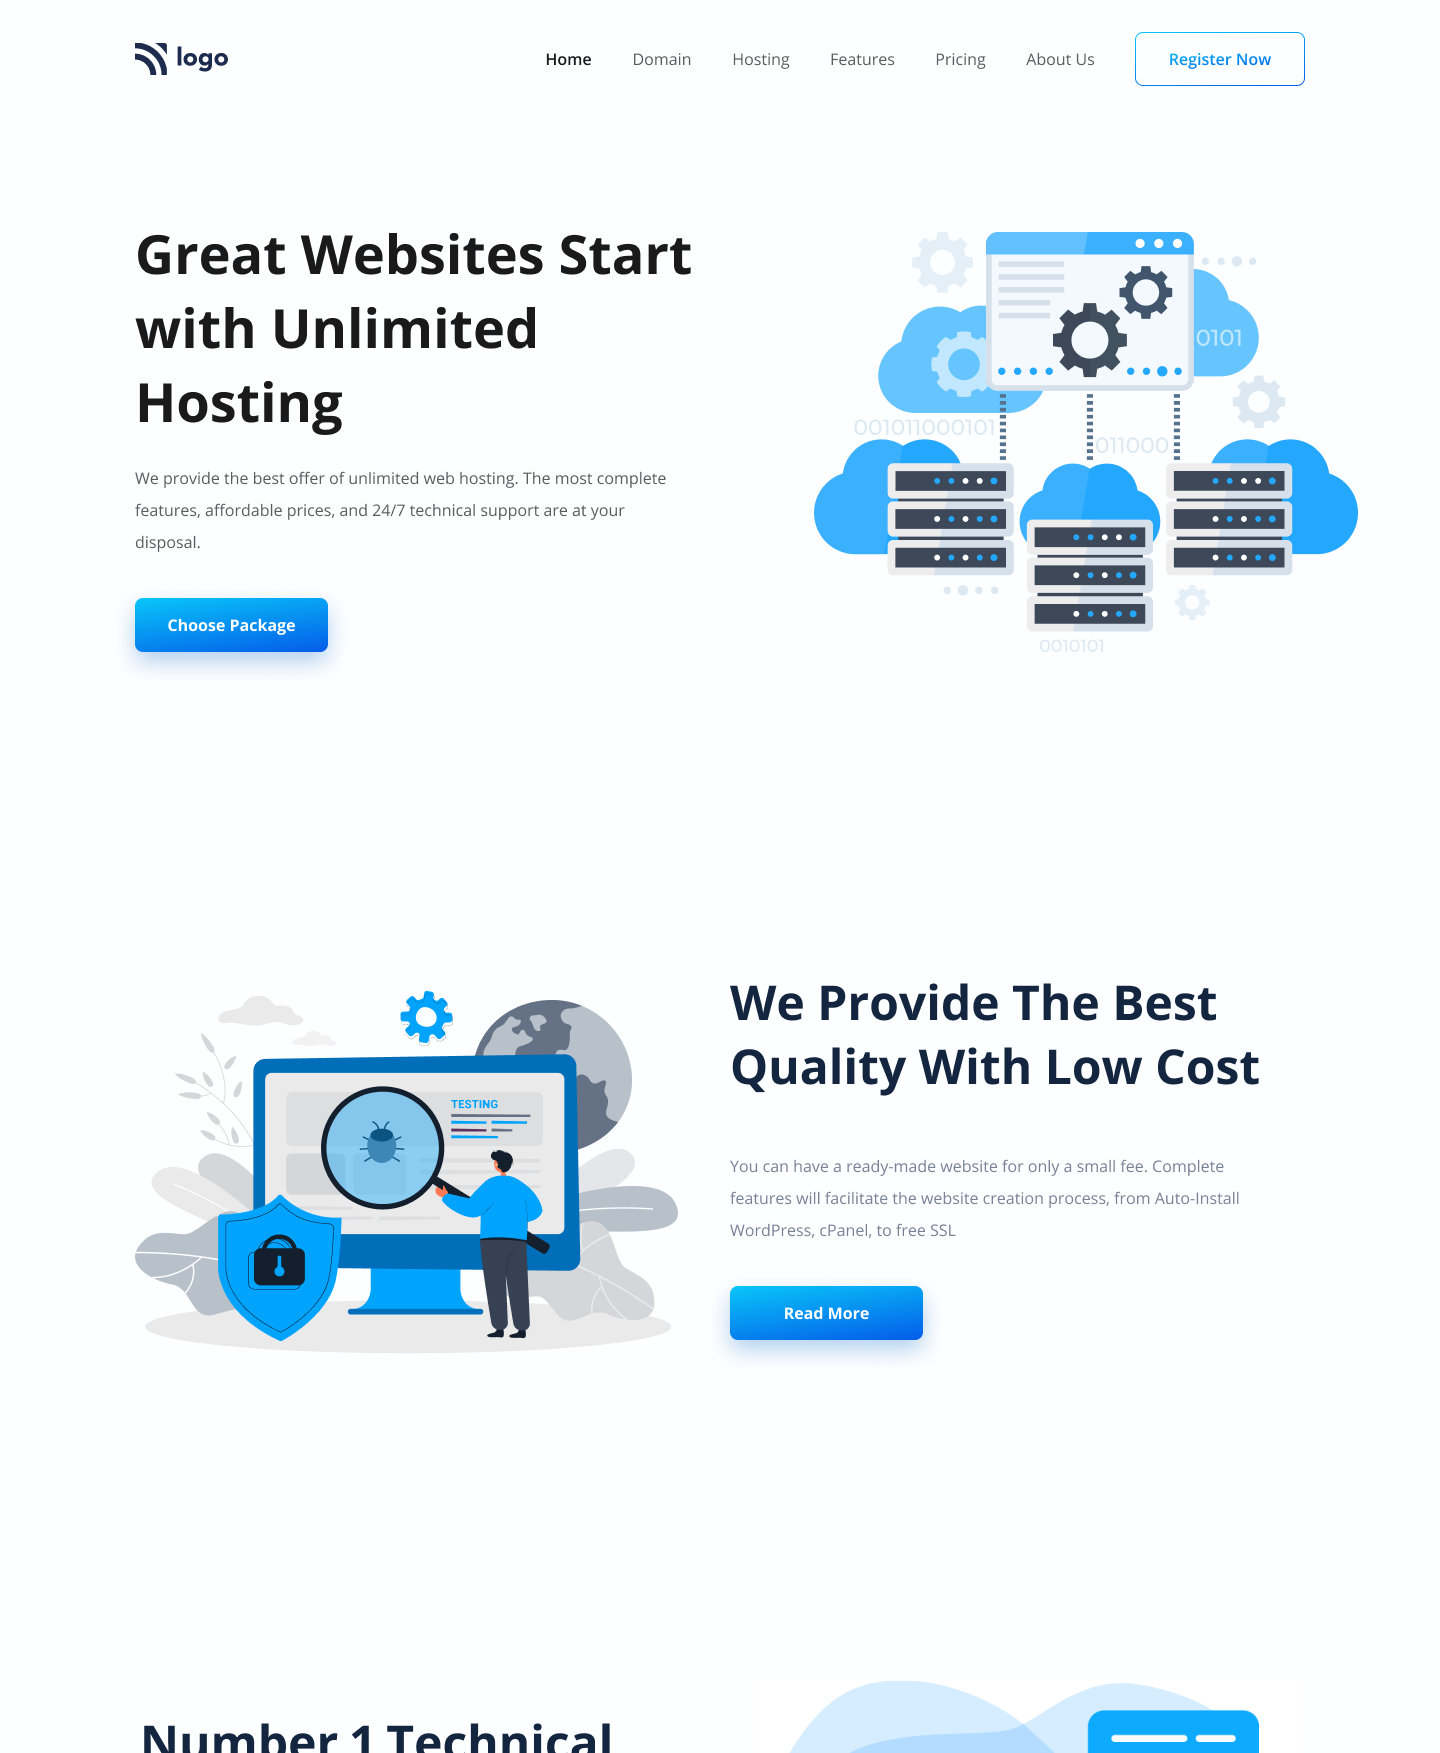 logo
Home Domain Hosting Features Pricing About Us Register Now
Great Websites Start
with Unlimited
Hosting
We provide the best offer of unlimited web hosting. The most complete
features, affordable prices, and 24/7 technical support are at your
disposal.
Choose Package
0101
001011000101
011000
0010101
We Provide The Best
Quality With Low Cost
You can have a ready-made website for only a small fee. Complete
features will facilitate the website creation process, from Auto-Install
WordPress, cPanel, to free SSL
Read More
TESTING
Number 1 Technical